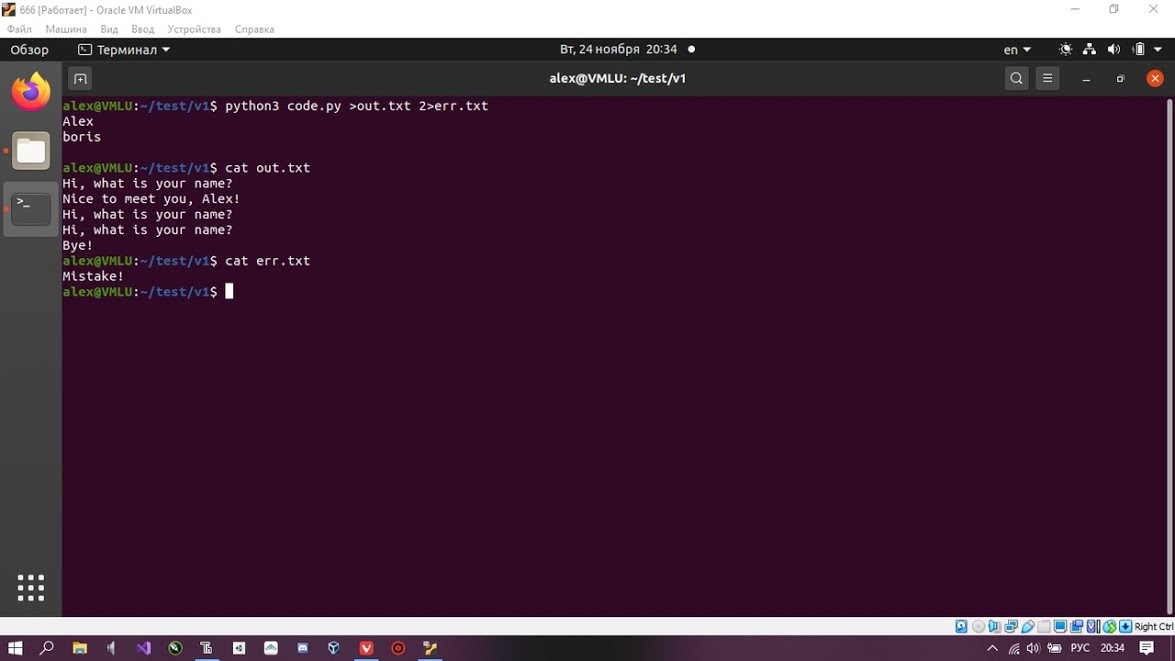 666 [Работает] - Oracle VM VirtualBox
Файл Машина Вид Ввод Устройства Справка
Обзор Терминал Вт, 24 ноября 20:34 en
alex@VMLU: ~/test/v1
alex@VMLU:~/test/v1$ python3 code.py >out.txt 2>err.txt
Alex
boris
alex@VMLU:~/test/v1$ cat out.txt
Hi, what is your name?
Nice to meet you, Alex!
Hi, what is your name?
Hi, what is your name?
Bye!
alex@VMLU:~/test/v1$ cat err.txt
Mistake!
alex@VMLU:~/test/v1$
Right Ctrl
РУС 20:34